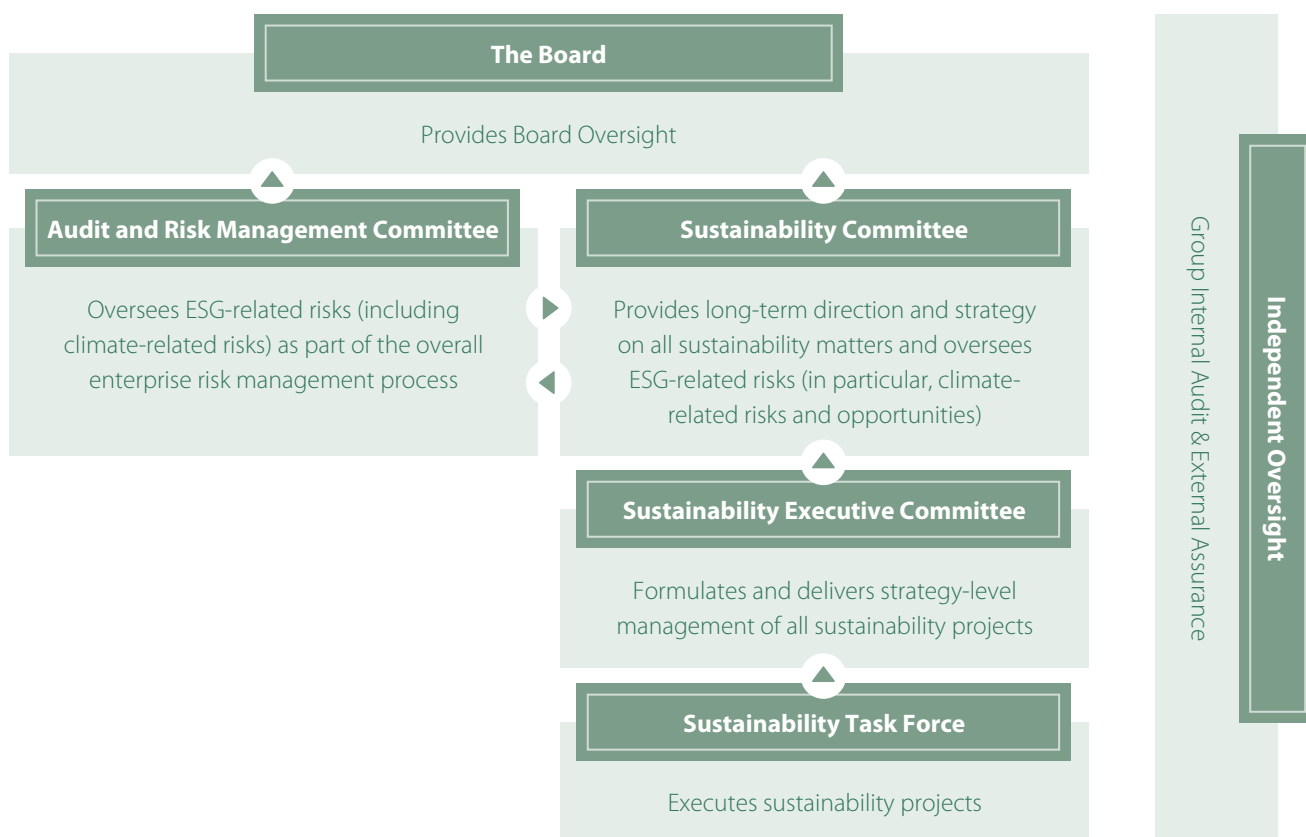 The Board
Provides Board Oversight
Audit and Risk Management Committee
Oversees ESG-related risks (including
climate-related risks) as part of the overall
enterprise risk management process
Sustainability Committee
Provides long-term direction and strategy
on all sustainability matters and oversees
ESG-related risks (in particular, climate-
related risks and opportunities)
Sustainability Executive Committee
Formulates and delivers strategy-level
management of all sustainability projects
Sustainability Task Force
Executes sustainability projects
Independent Oversight
Group Internal Audit & External Assurance